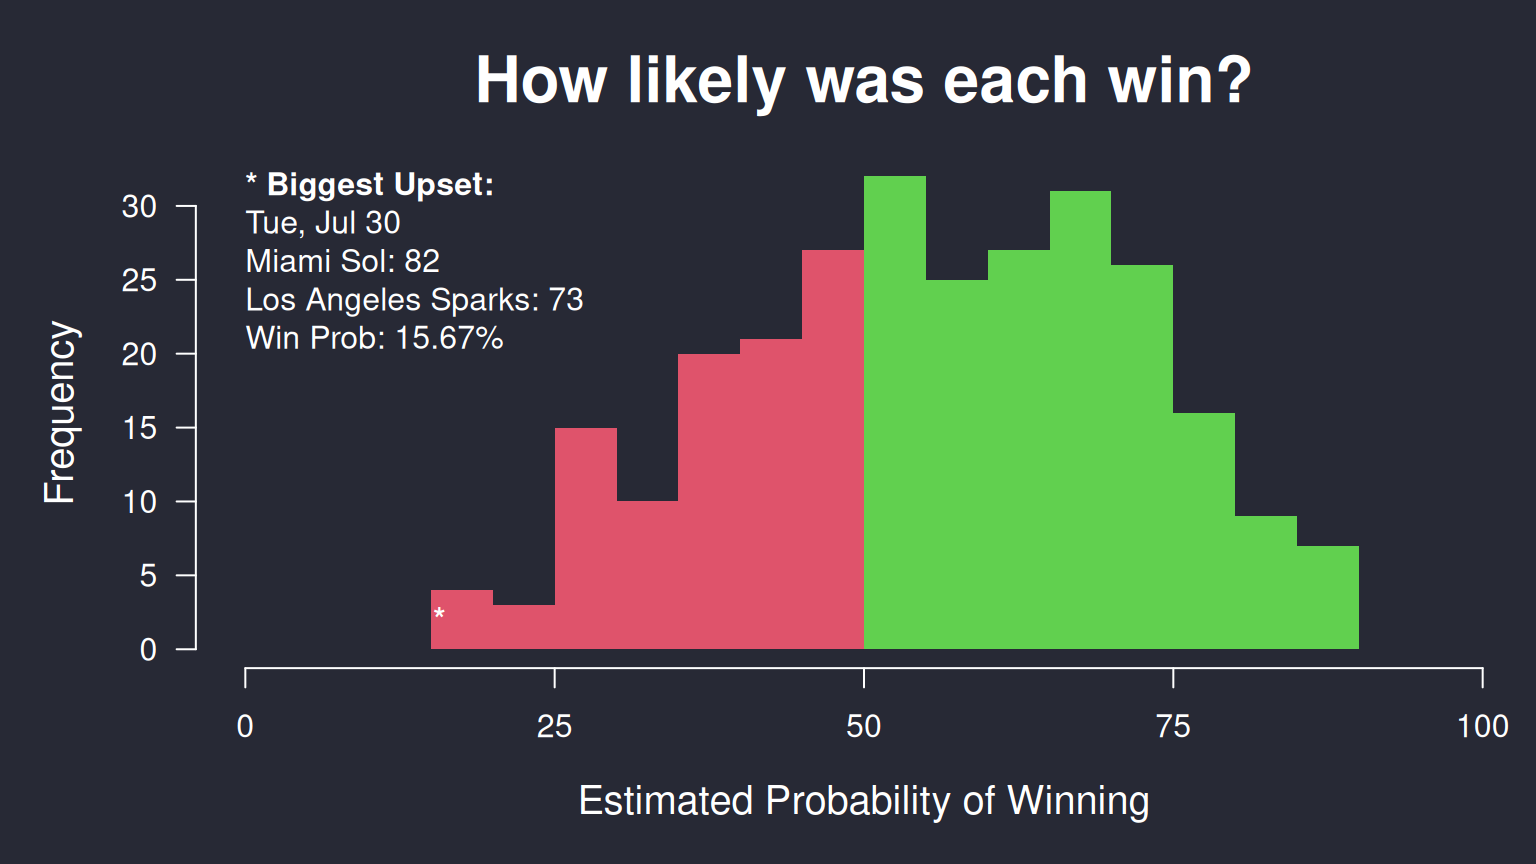 How likely was each win?
* Biggest Upset:
Tue, Jul 30
Miami Sol: 82
Los Angeles Sparks: 73
Win Prob: 15.67%
Frequency
30
25
20
15
10
5
0
*
0 25 50 75 100
Estimated Probability of Winning